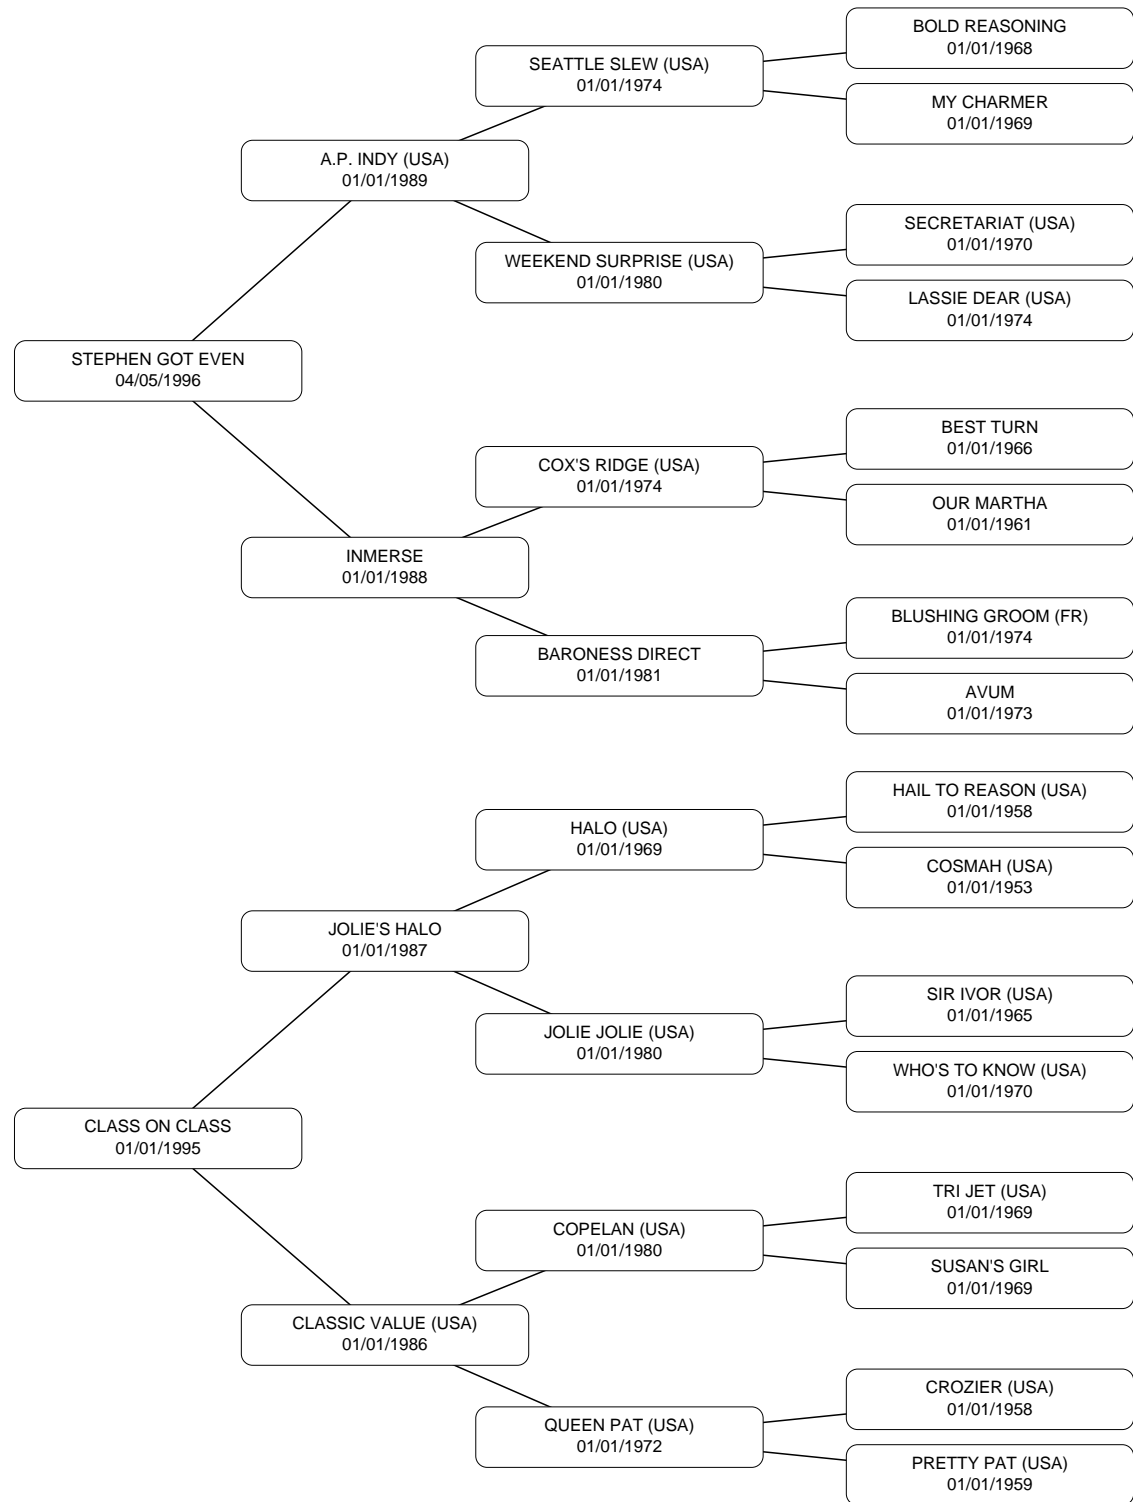 BOLD REASONING
01/01/1968
SEATTLE SLEW (USA)
01/01/1974
MY CHARMER
01/01/1969
A.P. INDY (USA)
01/01/1989
SECRETARIAT (USA)
01/01/1970
WEEKEND SURPRISE (USA)
01/01/1980
LASSIE DEAR (USA)
01/01/1974
STEPHEN GOT EVEN
04/05/1996
BEST TURN
01/01/1966
COX'S RIDGE (USA)
01/01/1974
OUR MARTHA
01/01/1961
INMERSE
01/01/1988
BLUSHING GROOM (FR)
01/01/1974
BARONESS DIRECT
01/01/1981
AVUM
01/01/1973
HAIL TO REASON (USA)
01/01/1958
HALO (USA)
01/01/1969
COSMAH (USA)
01/01/1953
JOLIE'S HALO
01/01/1987
SIR IVOR (USA)
01/01/1965
JOLIE JOLIE (USA)
01/01/1980
WHO'S TO KNOW (USA)
01/01/1970
CLASS ON CLASS
01/01/1995
TRI JET (USA)
01/01/1969
COPELAN (USA)
01/01/1980
SUSAN'S GIRL
01/01/1969
CLASSIC VALUE (USA)
01/01/1986
CROZIER (USA)
01/01/1958
QUEEN PAT (USA)
01/01/1972
PRETTY PAT (USA)
01/01/1959